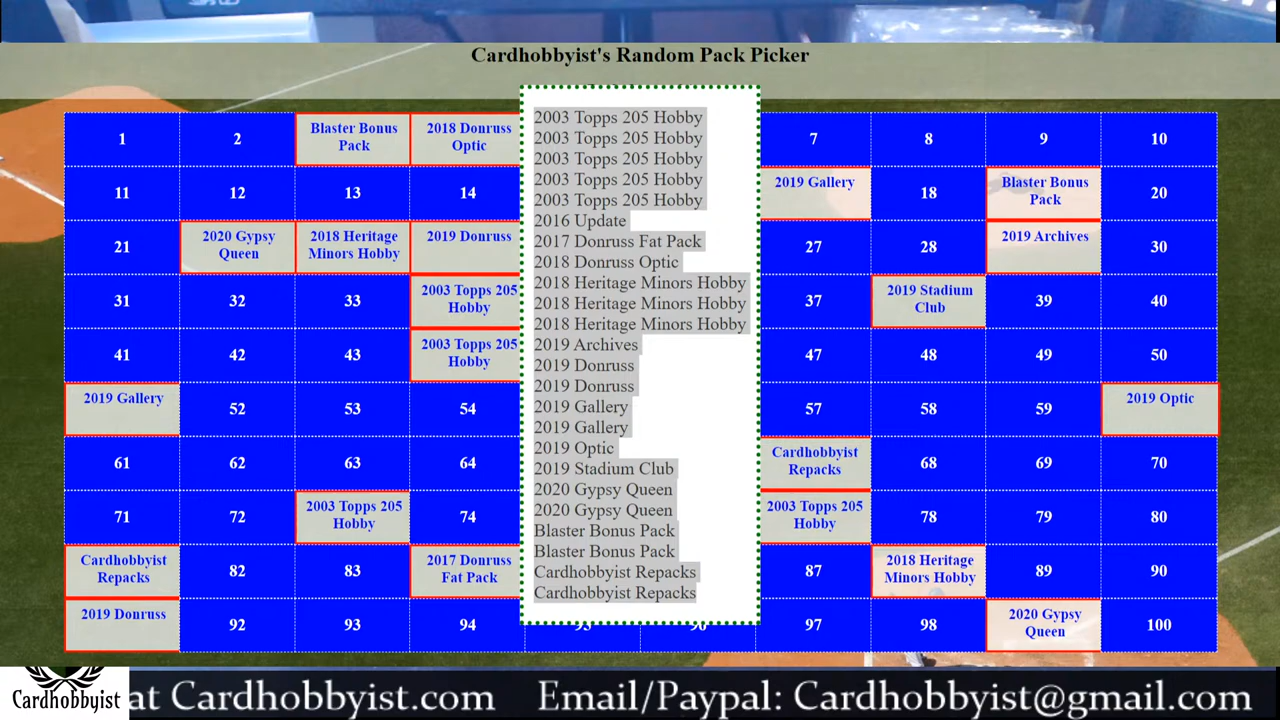 Cardhobbyist's Random Pack Picker
1 2 Blaster Bonus Pack 2018 Donruss Optic 7 8 9 10
11 12 13 14 2019 Gallery 18 Blaster Bonus Pack 20
21 2020 Gypsy Queen 2018 Heritage Minors Hobby 2019 Donruss 27 28 2019 Archives 30
31 32 33 2003 Topps 205 Hobby 37 2019 Stadium Club 39 40
41 42 43 2003 Topps 205 Hobby 47 48 49 50
2019 Gallery 52 53 54 57 58 59 2019 Optic
61 62 63 64 Cardhobbyist Repacks 68 69 70
71 72 2003 Topps 205 Hobby 74 2003 Topps 205 Hobby 78 79 80
Cardhobbyist Repacks 82 83 2017 Donruss Fat Pack 87 2018 Heritage Minors Hobby 89 90
2019 Donruss 92 93 94 97 98 2020 Gypsy Queen 100
2003 Topps 205 Hobby
2003 Topps 205 Hobby
2003 Topps 205 Hobby
2003 Topps 205 Hobby
2003 Topps 205 Hobby
2016 Update
2017 Donruss Fat Pack
2018 Donruss Optic
2018 Heritage Minors Hobby
2018 Heritage Minors Hobby
2018 Heritage Minors Hobby
2019 Archives
2019 Donruss
2019 Donruss
2019 Gallery
2019 Gallery
2019 Optic
2019 Stadium Club
2020 Gypsy Queen
2020 Gypsy Queen
Blaster Bonus Pack
Blaster Bonus Pack
Cardhobbyist Repacks
Cardhobbyist Repacks
Cardhobbyist
at Cardhobbyist.com Email/Paypal: Cardhobbyist@gmail.com